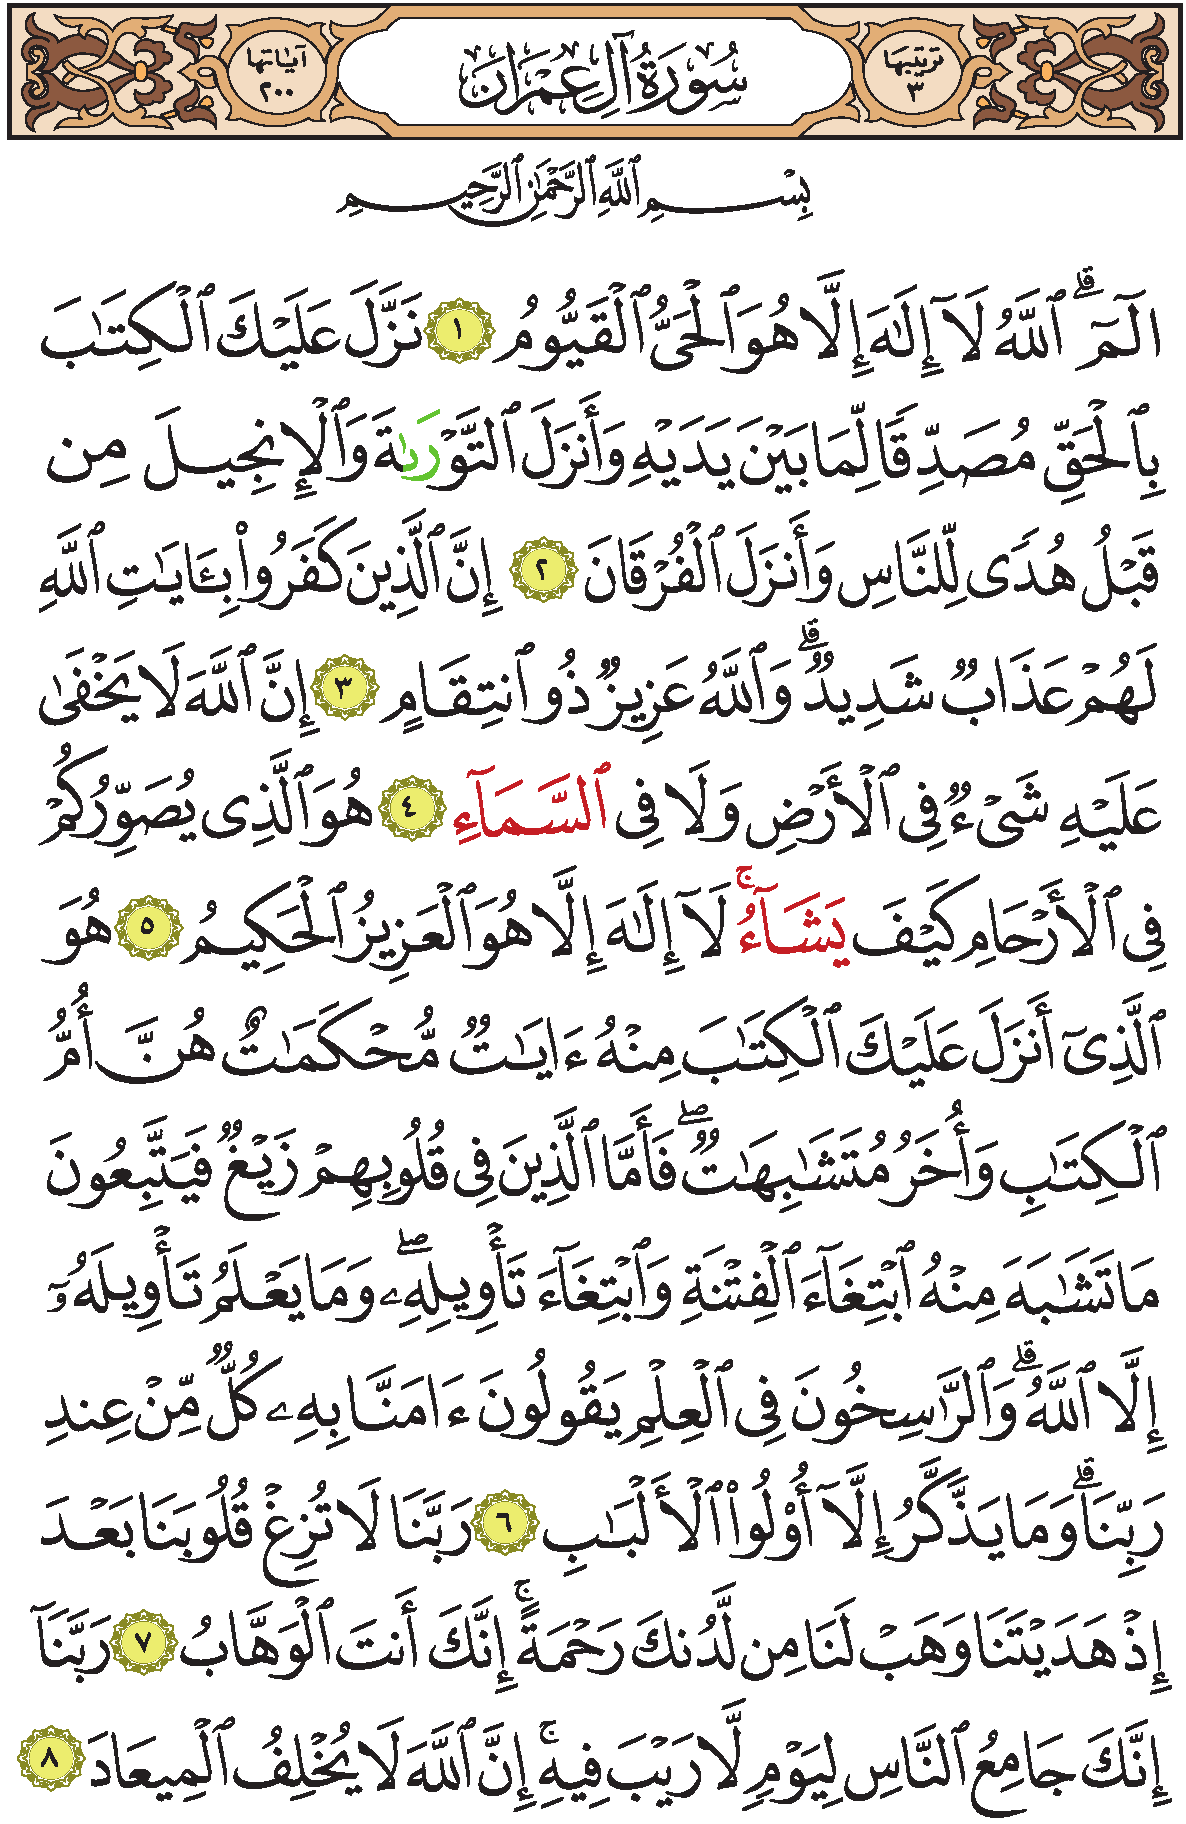 ترتيبها ٣ سُورَةُ آلِ عِمْرَان آياتها ٢٠٠
بِسْمِ ٱللَّهِ ٱلرَّحْمَٰنِ ٱلرَّحِيمِ
الٓمٓ ۗ ٱللَّهُ لَآ إِلَٰهَ إِلَّا هُوَ ٱلْحَىُّ ٱلْقَيُّومُ ١ نَزَّلَ عَلَيْكَ ٱلْكِتَٰبَ
بِٱلْحَقِّ مُصَدِّقًا لِّمَا بَيْنَ يَدَيْهِ وَأَنزَلَ ٱلتَّوْرَىٰةَ وَٱلْإِنجِيلَ مِن
قَبْلُ هُدًى لِّلنَّاسِ وَأَنزَلَ ٱلْفُرْقَانَ ٢ إِنَّ ٱلَّذِينَ كَفَرُوا۟ بِـَٔايَٰتِ ٱللَّهِ
لَهُمْ عَذَابٌ شَدِيدٌ ۗ وَٱللَّهُ عَزِيزٌ ذُو ٱنتِقَامٍ ٣ إِنَّ ٱللَّهَ لَا يَخْفَىٰ
عَلَيْهِ شَىْءٌ فِى ٱلْأَرْضِ وَلَا فِى ٱلسَّمَآءِ ٤ هُوَ ٱلَّذِى يُصَوِّرُكُمْ
فِى ٱلْأَرْحَامِ كَيْفَ يَشَآءُ ۚ لَآ إِلَٰهَ إِلَّا هُوَ ٱلْعَزِيزُ ٱلْحَكِيمُ ٥ هُوَ
ٱلَّذِىٓ أَنزَلَ عَلَيْكَ ٱلْكِتَٰبَ مِنْهُ ءَايَٰتٌ مُّحْكَمَٰتٌ هُنَّ أُمُّ
ٱلْكِتَٰبِ وَأُخَرُ مُتَشَٰبِهَٰتٌ ۖ فَأَمَّا ٱلَّذِينَ فِى قُلُوبِهِمْ زَيْغٌ فَيَتَّبِعُونَ
مَا تَشَٰبَهَ مِنْهُ ٱبْتِغَآءَ ٱلْفِتْنَةِ وَٱبْتِغَآءَ تَأْوِيلِهِۦ ۖ وَمَا يَعْلَمُ تَأْوِيلَهُۥٓ
إِلَّا ٱللَّهُ ۗ وَٱلرَّٰسِخُونَ فِى ٱلْعِلْمِ يَقُولُونَ ءَامَنَّا بِهِۦ كُلٌّ مِّنْ عِندِ
رَبِّنَا ۗ وَمَا يَذَّكَّرُ إِلَّآ أُو۟لُوا۟ ٱلْأَلْبَٰبِ ٦ رَبَّنَا لَا تُزِغْ قُلُوبَنَا بَعْدَ
إِذْ هَدَيْتَنَا وَهَبْ لَنَا مِن لَّدُنكَ رَحْمَةً ۚ إِنَّكَ أَنتَ ٱلْوَهَّابُ ٧ رَبَّنَآ
إِنَّكَ جَامِعُ ٱلنَّاسِ لِيَوْمٍ لَّا رَيْبَ فِيهِ ۚ إِنَّ ٱللَّهَ لَا يُخْلِفُ ٱلْمِيعَادَ ٨